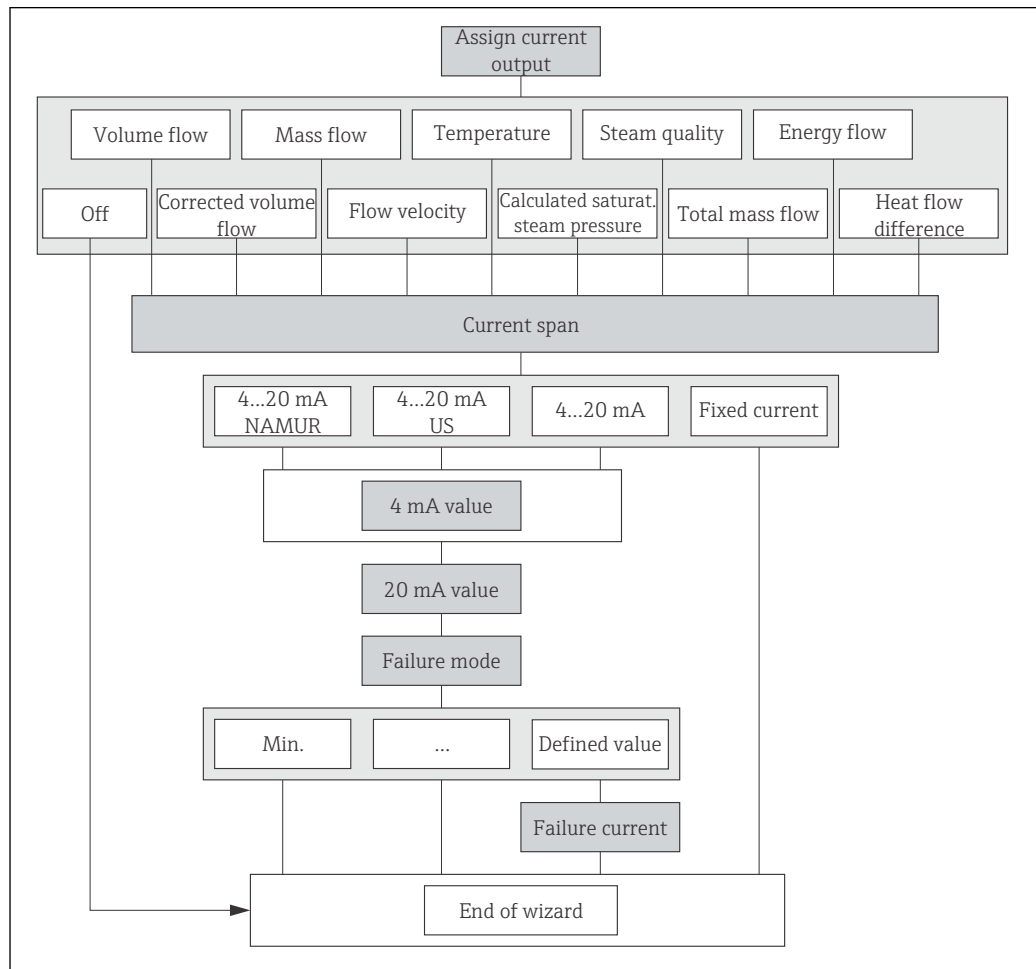 Assign current
output
Volume flow
Mass flow
Temperature
Steam quality
Energy flow
Off
Corrected volume
flow
Flow velocity
Calculated saturat.
steam pressure
Total mass flow
Heat flow
difference
Current span
4...20 mA
NAMUR
4...20 mA
US
4...20 mA
Fixed current
4 mA value
20 mA value
Failure mode
Min.
...
Defined value
Failure current
End of wizard